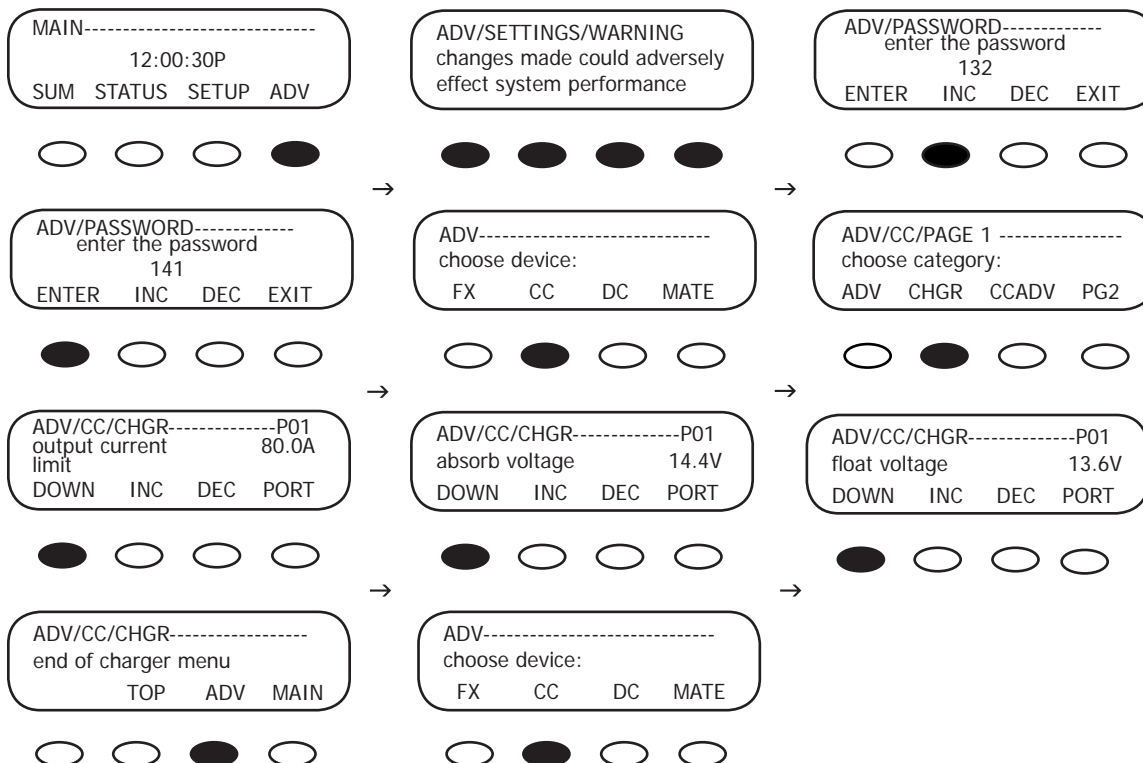 MAIN------------------------------
12:00:30P
SUM STATUS SETUP ADV
ADV/SETTINGS/WARNING
changes made could adversely
effect system performance
ADV/PASSWORD-------------
enter the password
132
ENTER INC DEC EXIT
→
→
ADV/PASSWORD-------------
enter the password
141
ENTER INC DEC EXIT
ADV------------------------------
choose device:
FX CC DC MATE
ADV/CC/PAGE 1 ----------------
choose category:
ADV CHGR CCADV PG2
→
→
ADV/CC/CHGR--------------P01
output current 80.0A
limit
DOWN INC DEC PORT
ADV/CC/CHGR--------------P01
absorb voltage 14.4V
DOWN INC DEC PORT
ADV/CC/CHGR--------------P01
float voltage 13.6V
DOWN INC DEC PORT
→
→
ADV/CC/CHGR------------------
end of charger menu
TOP ADV MAIN
ADV------------------------------
choose device:
FX CC DC MATE